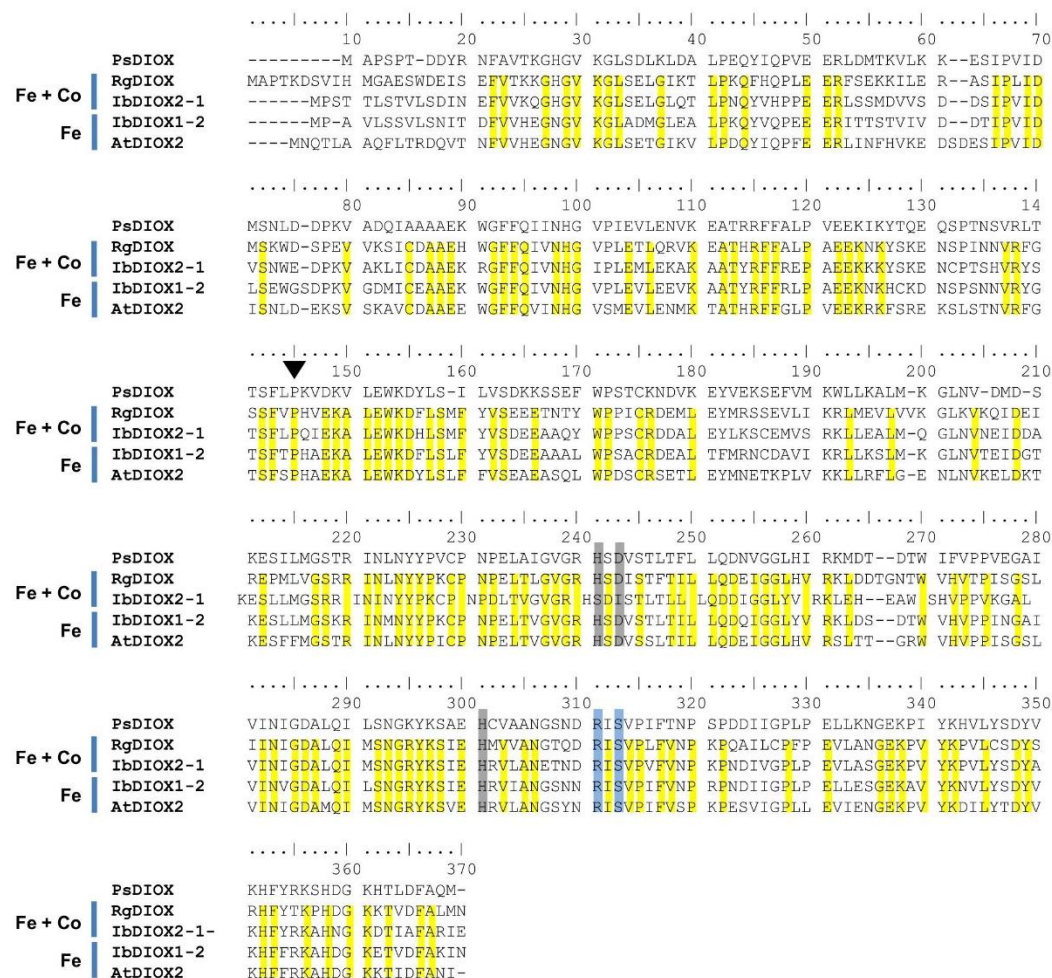 ....|....| ....|....| ....|....| ....|....| ....|....| ....|....| ....|....|
10 20 30 40 50 60 70
PsDIOX ---------M APSPT-DDYRN NFAVTKGHGV KGLSDLKLDA LPEQYIQPVE ERLDMTKVLK K--ESIPVID
RgDIOX MAPTKDSVIH MGAESWDEIS EFVTKKGHGV KGLSELGIKT LPKQFHQPLE ERFSEKKILE R--ASIPLID
Fe + Co
IbDIOX2-1 ------MPST TLSTVLSDIN EFVVKQGHGV KGLSELGLQT LPNQYVHPPE ERLSSMDVVS D--DSIPVID
IbDIOX1-2 ------MP-A VLSSVLSNIT DFVVHEGNGV KGLADMGLEA LPKQYVQPEE ERITTSTVIV D--DTIPVID
Fe
AtDIOX2 ----MNQTLA AQFLTRDQVT NFVVHEGNGV KGLSETGIKV LPDQYIQPFE ERLINFHVKE DSDESIPVID
....|....| ....|....| ....|....| ....|....| ....|....| ....|....| ....|....|
80 90 100 110 120 130 14
PsDIOX MSNLD-DPKV ADQIAAAAEK WGFFQIINHG VPIEVLENVK EATRRFFALP VEEKIKYTQE QSPTNSVRLT
RgDIOX MSKWD-SPEV VKSICDAAEH WGFFQIVNHG VPLETLQRVK EATHRFFALP AEEKNKYSKE NSPINNVRFG
Fe + Co
IbDIOX2-1 VSNWE-DPKV AKLICDAAEK RGFFQIVNHG IPLEMLEKAK AATYRFFREP AEEKKKYSKE NCPTSHVRYS
IbDIOX1-2 LSEWGSDPKV GDMICEAAEK WGFFQIVNHG VPLEVLEEVK AATYRFFRLP AEEKNKHCKD NSPSNNVRYG
Fe
AtDIOX2 ISNLD-EKSV SKAVCDAAEE WGFFQVINHG VSMEVLENMK TATHRFFGLP VEEKRKFSRE KSLSTNVRFG
....|....| ....|....| ....|....| ....|....| ....|....| ....|....| ....|....|
150 160 170 180 190 200 210
PsDIOX TSFLPKVDKV LEWKDYLS-I LVSDKKSSEF WPSTCKNDVK EYVEKSEFVM KWLLKALM-K GLNV-DMD-S
RgDIOX SSFVPHVEKA LEWKDFLSMF YVSEEETNTY WPPICRDEML EYMRSSEVLI KRLMEVLVVK GLKVKQIDEI
Fe + Co
IbDIOX2-1 TSFLPQIEKA LEWKDHLSMF YVSDEEAAQY WPPSCRDDAL EYLKSCEMVS RKLLEALM-Q GLNVNEIDDA
IbDIOX1-2 TSFTPHAEKA LEWKDFLSLF YVSDEEAAAL WPSACRDEAL TFMRNCDAVI KRLLKSLM-K GLNVTEIDGT
Fe
AtDIOX2 TSFSPHAEKA LEWKDYLSLF FVSEAEASQL WPDSCRSETL EYMNETKPLV KKLLRFLG-E NLNVKELDKT
....|....| ....|....| ....|....| ....|....| ....|....| ....|....| ....|....|
220 230 240 250 260 270 280
PsDIOX KESILMGSTR INLNYYPVCP NPELAIGVGR HSDVSTLTFL LQDNVGGLHI RKMDT--DTW IFVPPVEGAI
RgDIOX REPMLVGSRR INLNYYPKCP NPELTLGVGR HSDISTFTIL LQDEIGGLHV RKLDDTGNTW VHVTPISGSL
Fe + Co
IbDIOX2-1 KESLLMGSRR ININYYPKCP NPDLTVGVGR HSDISTLTLL LQDDIGGLYV RKLEH--EAW SHVPPVKGAL
IbDIOX1-2 KESLLMGSKR INMNYYPKCP NPELTVGVGR HSDVSTLTIL LQDQIGGLYV RKLDS--DTW VHVPPINGAI
Fe
AtDIOX2 KESFFMGSTR INLNYYPICP NPELTVGVGR HSDVSSLTIL LQDEIGGLHV RSLTT--GRW VHVPPISGSL
....|....| ....|....| ....|....| ....|....| ....|....| ....|....| ....|....|
290 300 310 320 330 340 350
PsDIOX VINIGDALQI LSNGKYKSAE HCVAANGSND RISVPIFTNP SPDDIIGPLP ELLKNGEKPI YKHVLYSDYV
RgDIOX IINIGDALQI MSNGRYKSIE HMVVANGTQD RISVPLFVNP KPQAILCPFP EVLANGEKPV YKPVLCSDYS
Fe + Co
IbDIOX2-1 VINIGDALQI MSNGRYKSIE HRVLANETND RISVPVFVNP KPNDIVGPLP EVLASGEKPV YKPVLYSDYA
IbDIOX1-2 VINVGDALQI LSNGRYKSIE HRVIANGSNN RISVPIFVNP RPNDIIGPLP ELLESGEKAV YKNVLYSDYV
Fe
AtDIOX2 VINIGDAMQI MSNGRYKSVE HRVLANGSYN RISVPIFVSP KPESVIGPLL EVIENGEKPV YKDILYTDYV
....|....| ....|....|
360 370
PsDIOX KHFYRKSHDG KHTLDFAQM-
RgDIOX RHFYTKPHDG KKTVDFALMN
Fe + Co
IbDIOX2-1- KHFYRKAHNG KDTIAFARIE
IbDIOX1-2 KHFFRKAHDG KETVDFAKIN
Fe
AtDIOX2 KHFFRKAHDG KKTIDFANI-